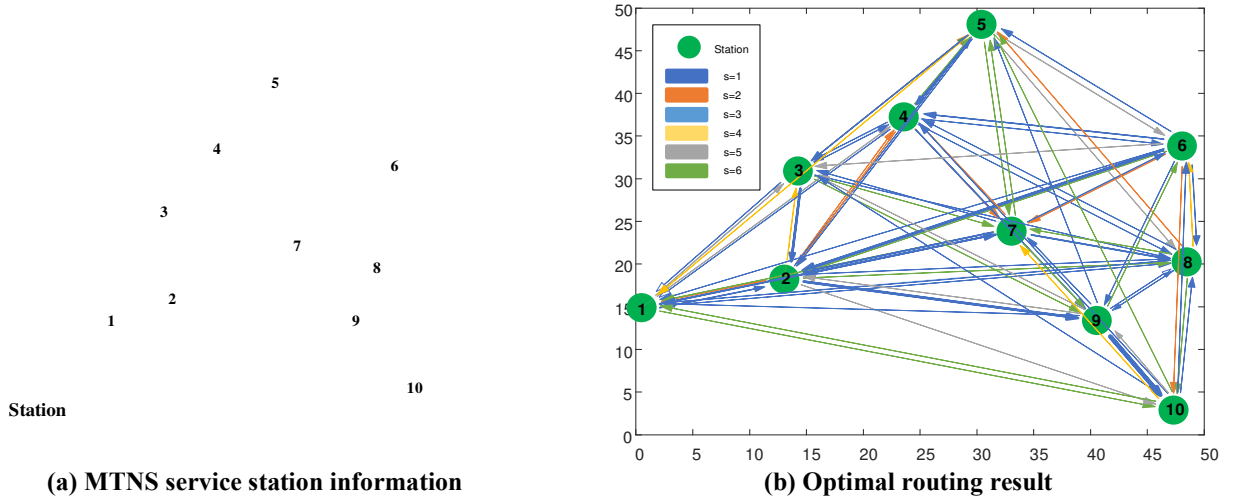 5
4
6
3
7
8
2
1
9
10
Station
(a) MTNS service station information
50
45
40
35
30
25
20
15
10
5
0
0 5 10 15 20 25 30 35 40 45 50
Station
s=1
s=2
s=3
s=4
s=5
s=6
5
4
6
3
7
8
2
1
9
10
(b) Optimal routing result